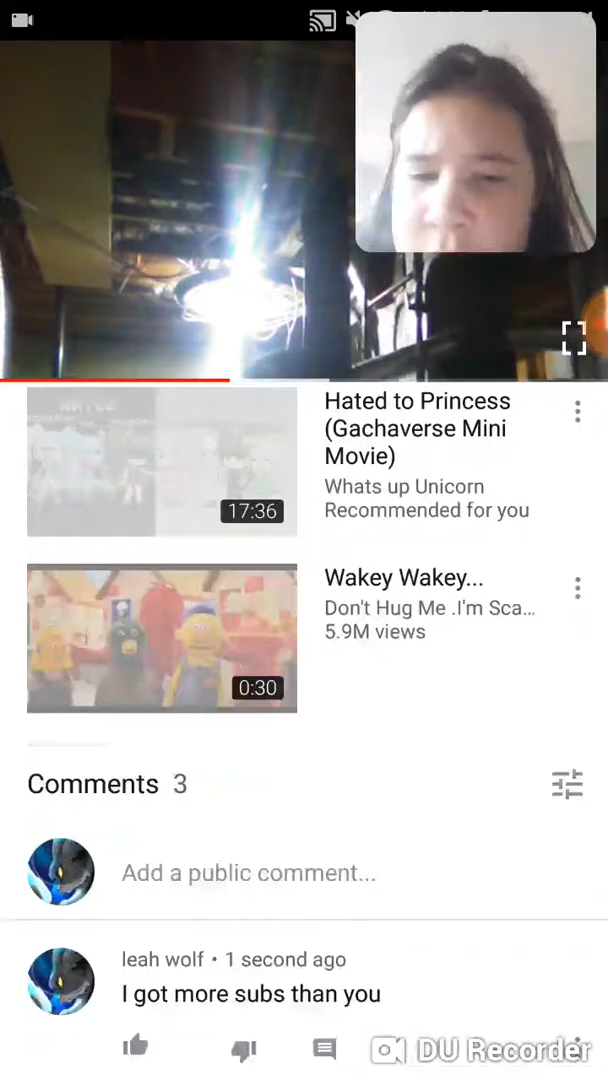 Hated to Princess
(Gachaverse Mini
Movie)
Whats up Unicorn
Recommended for you
17:36
Wakey Wakey...
Don't Hug Me .I'm Sca...
5.9M views
0:30
Comments 3
Add a public comment...
leah wolf • 1 second ago
I got more subs than you
DU Recorder